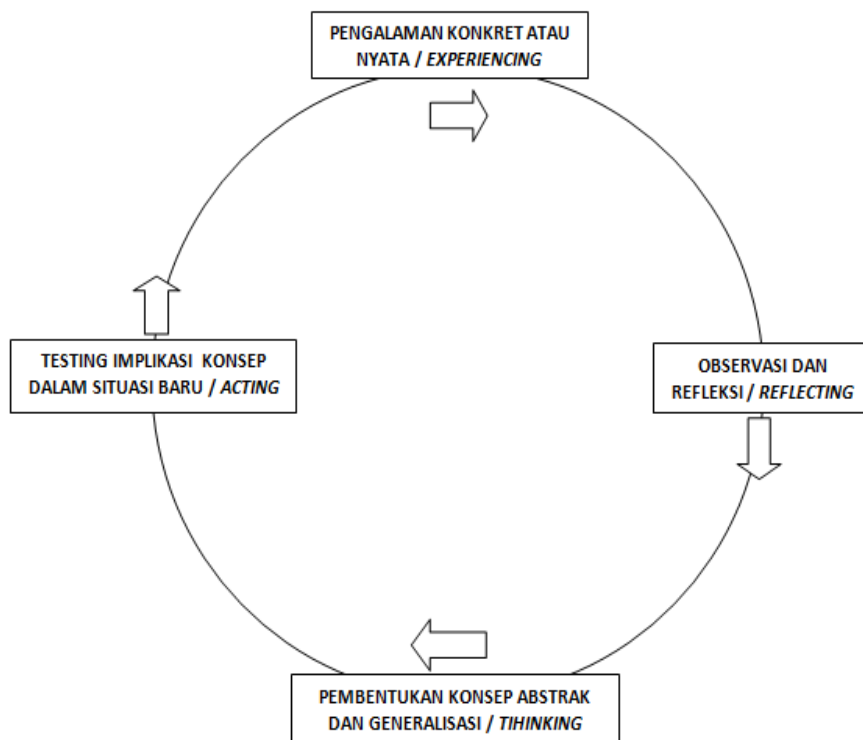 PENGALAMAN KONKRET ATAU
NYATA / EXPERIENCING
TESTING IMPLIKASI KONSEP
DALAM SITUASI BARU / ACTING
OBSERVASI DAN
REFLEKSI / REFLECTING
PEMBENTUKAN KONSEP ABSTRAK
DAN GENERALISASI / TIHINKING